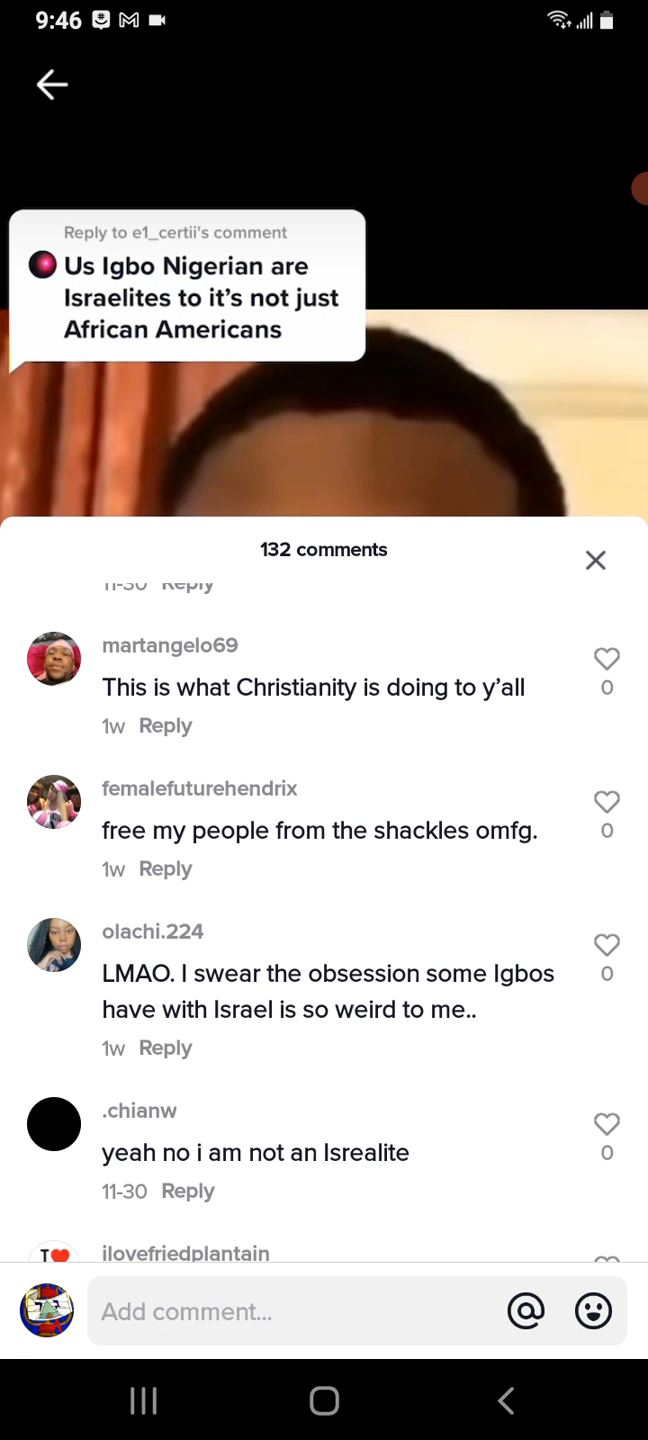 9:46
Reply to e1_certii's comment
Us Igbo Nigerian are
Israelites to it’s not just
African Americans
132 comments
11-30 Reply
martangelo69
This is what Christianity is doing to y’all
0
1w Reply
femalefuturehendrix
free my people from the shackles omfg.
0
1w Reply
olachi.224
LMAO. I swear the obsession some Igbos
have with Israel is so weird to me..
0
1w Reply
.chianw
yeah no i am not an Isrealite
0
11-30 Reply
I
ilovefriedplantain
Add comment...